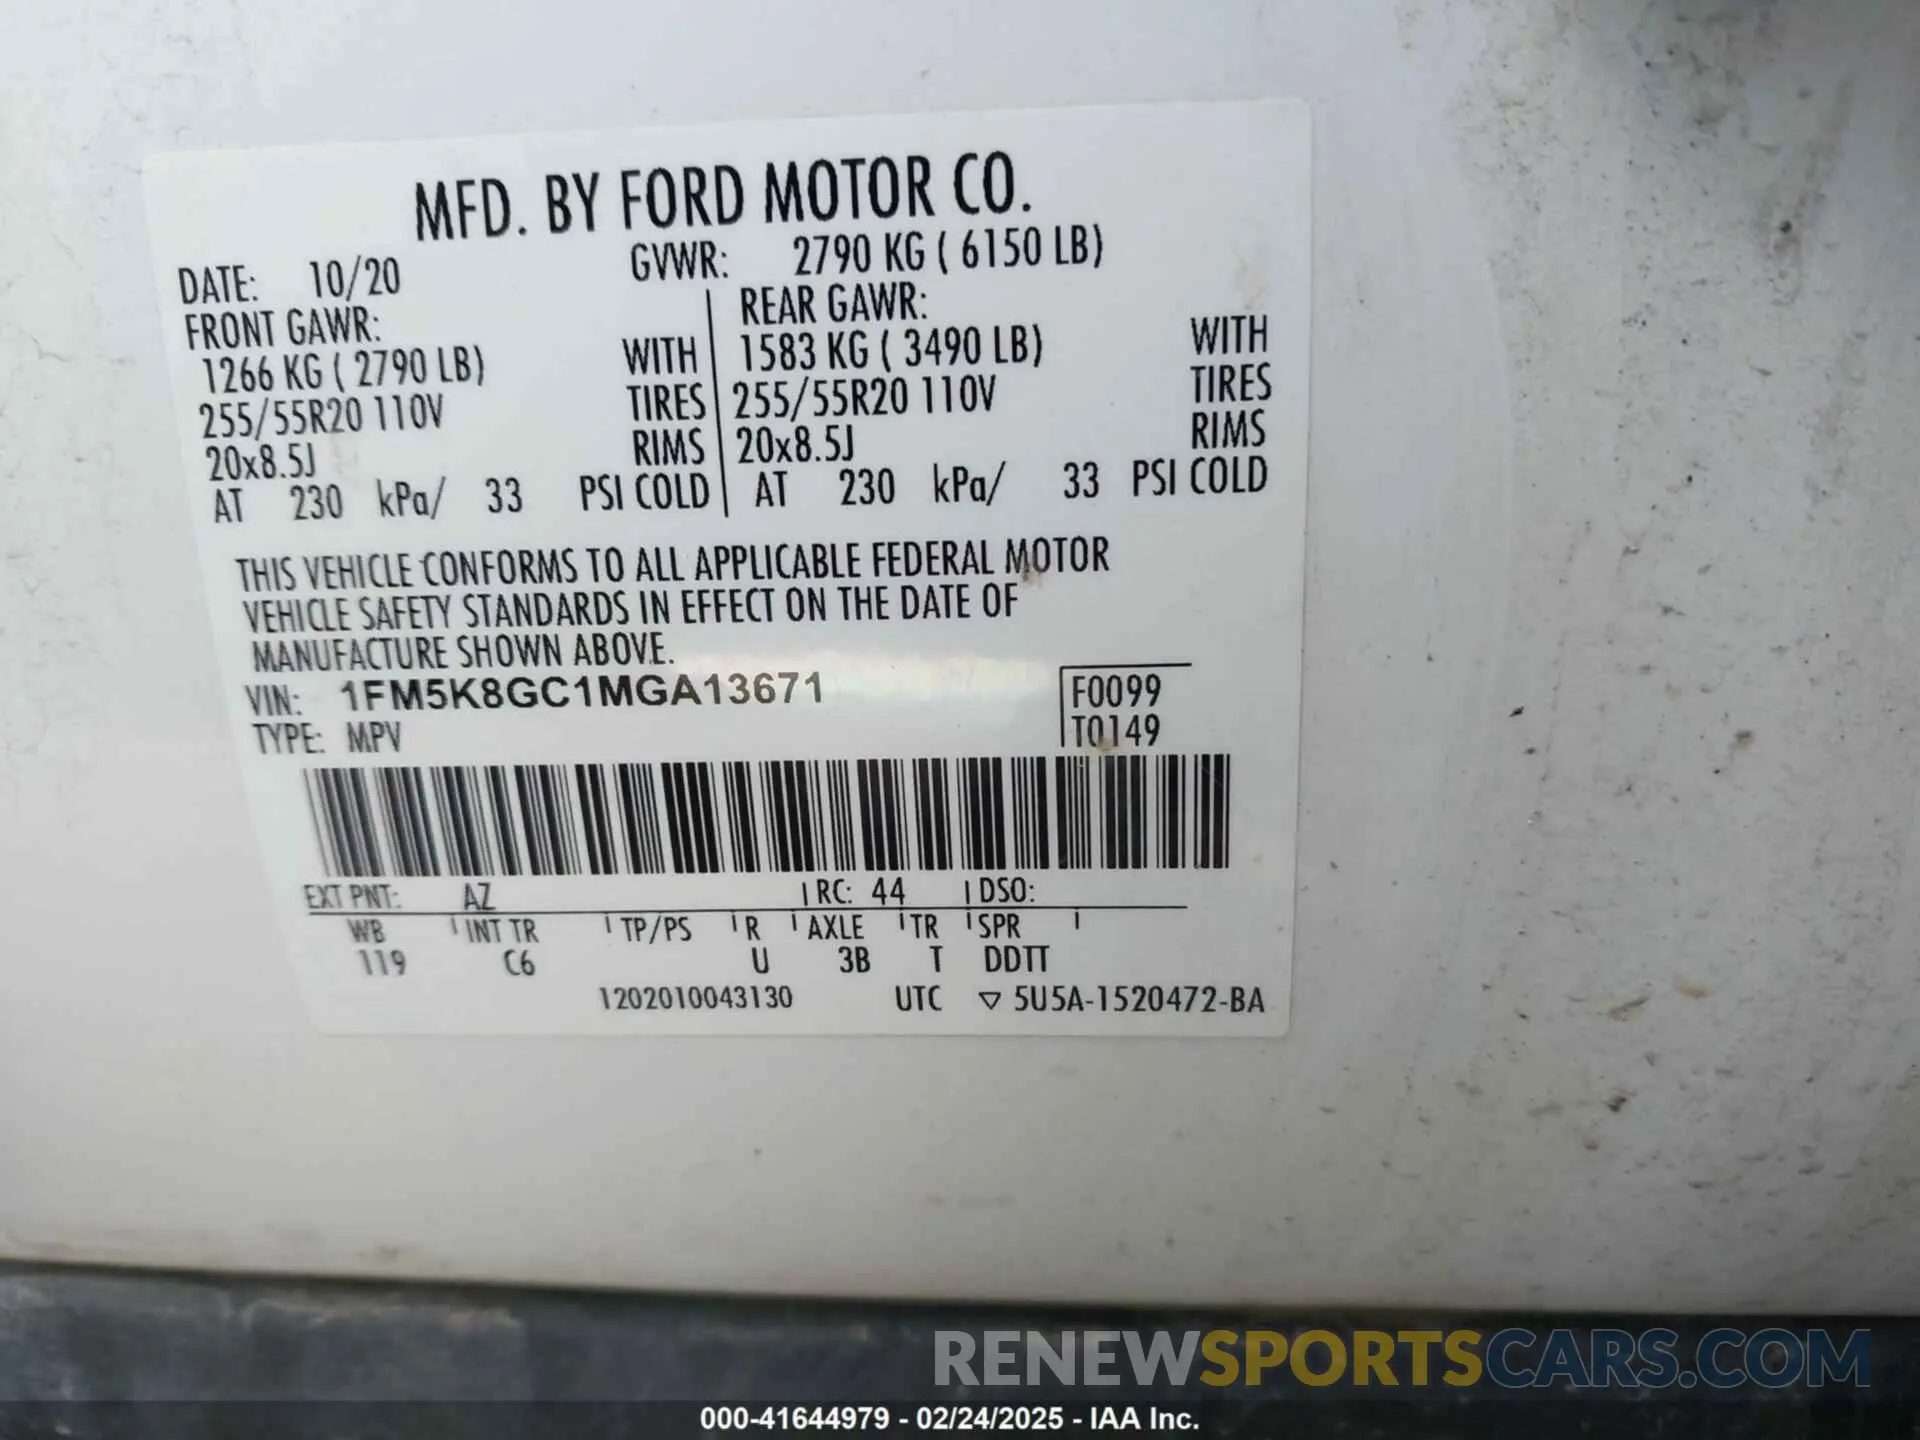 MFD. BY FORD MOTOR CO.
DATE: 10/20 GVWR: 2790 KG ( 6150 LB)
FRONT GAWR: REAR GAWR:
1266 KG ( 2790 LB) WITH 1583 KG ( 3490 LB) WITH
255/55R20 110V TIRES 255/55R20 110V TIRES
20x8.5J RIMS 20x8.5J RIMS
AT 230 kPa/ 33 PSI COLD AT 230 kPa/ 33 PSI COLD
THIS VEHICLE CONFORMS TO ALL APPLICABLE FEDERAL MOTOR
VEHICLE SAFETY STANDARDS IN EFFECT ON THE DATE OF
MANUFACTURE SHOWN ABOVE.
VIN: 1FM5K8GC1MGA13671 F0099
TYPE: MPV T0149
EXT PNT: AZ RC: 44 DSO:
WB INT TR TP/PS R AXLE TR SPR
119 C6 U 3B T DDTT
1202010043130 UTC ▽ 5U5A-1520472-BA
RENEWSPORTSCARS.COM
000-41644979 - 02/24/2025 - IAA Inc.